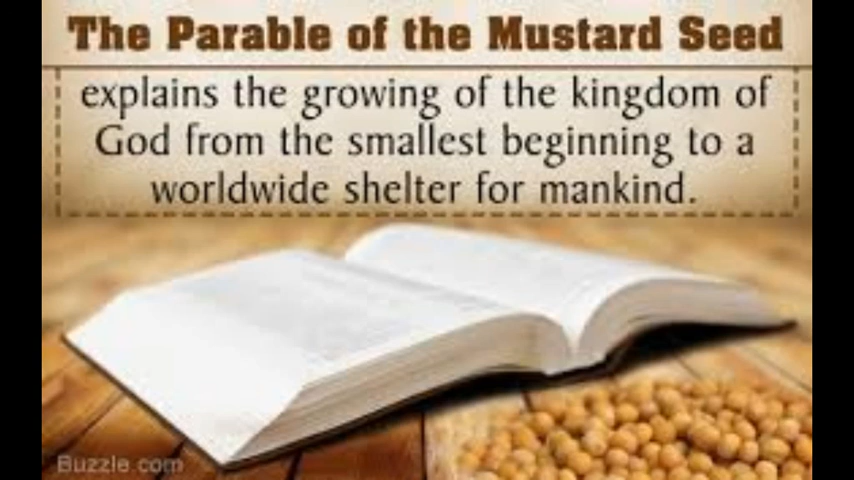 The Parable of the Mustard Seed
explains the growing of the kingdom of
God from the smallest beginning to a
worldwide shelter for mankind.
Buzzle.com